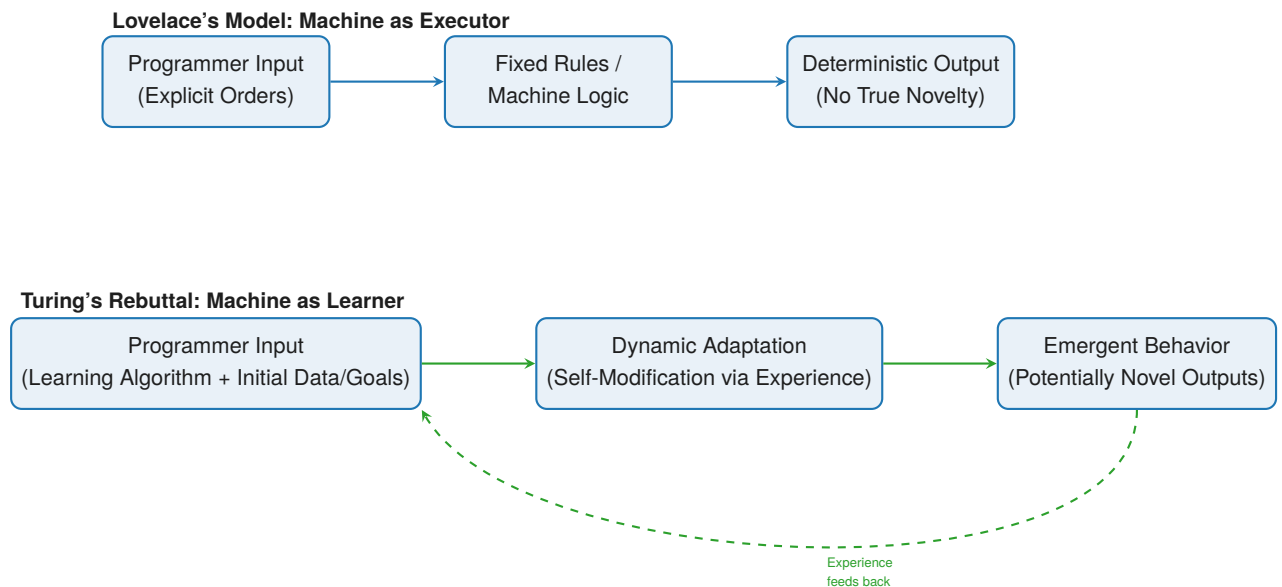 Lovelace’s Model: Machine as Executor
Programmer Input
(Explicit Orders)
Fixed Rules /
Machine Logic
Deterministic Output
(No True Novelty)
Turing’s Rebuttal: Machine as Learner
Programmer Input
(Learning Algorithm + Initial Data/Goals)
Dynamic Adaptation
(Self-Modification via Experience)
Emergent Behavior
(Potentially Novel Outputs)
Experience
feeds back